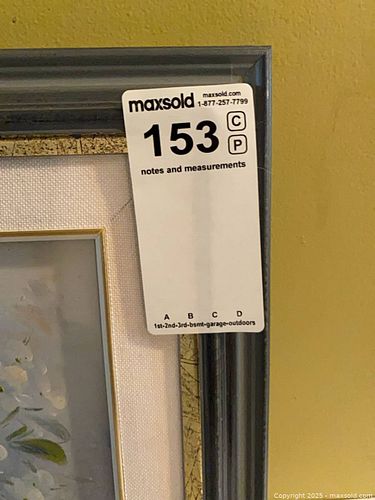 maxsold maxsold.com
1-877-257-7799
153 C
P
notes and measurements
A B C D
1st-2nd-3rd-bsmt-garage-outdoors
Copyright 2025 - maxsold.com